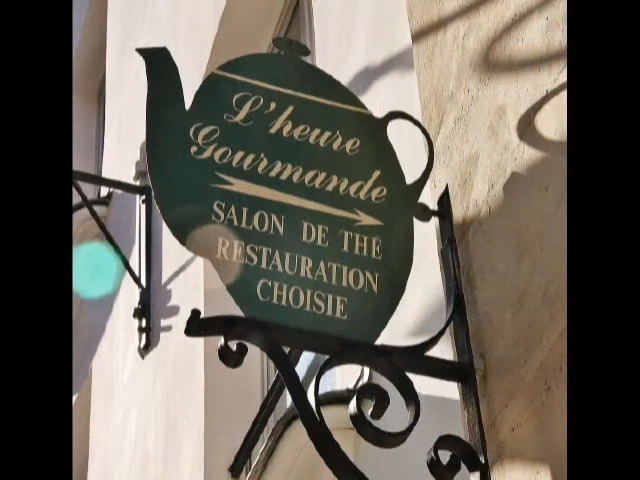 L'heure
Gourmande
SALON DE THE
RESTAURATION
CHOISIE